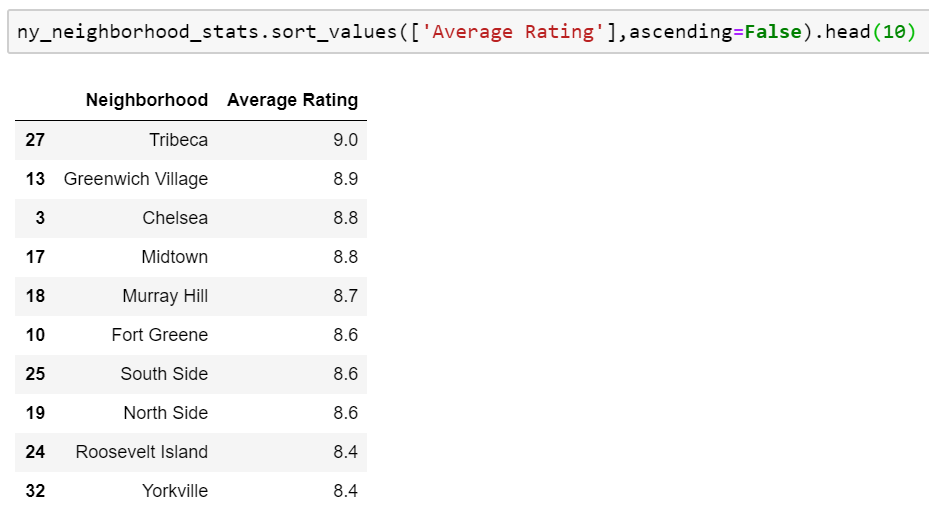 ny_neighborhood_stats.sort_values(['Average Rating'],ascending=False).head(10)
Neighborhood Average Rating
27 Tribeca 9.0
13 Greenwich Village 8.9
3 Chelsea 8.8
17 Midtown 8.8
18 Murray Hill 8.7
10 Fort Greene 8.6
25 South Side 8.6
19 North Side 8.6
24 Roosevelt Island 8.4
32 Yorkville 8.4